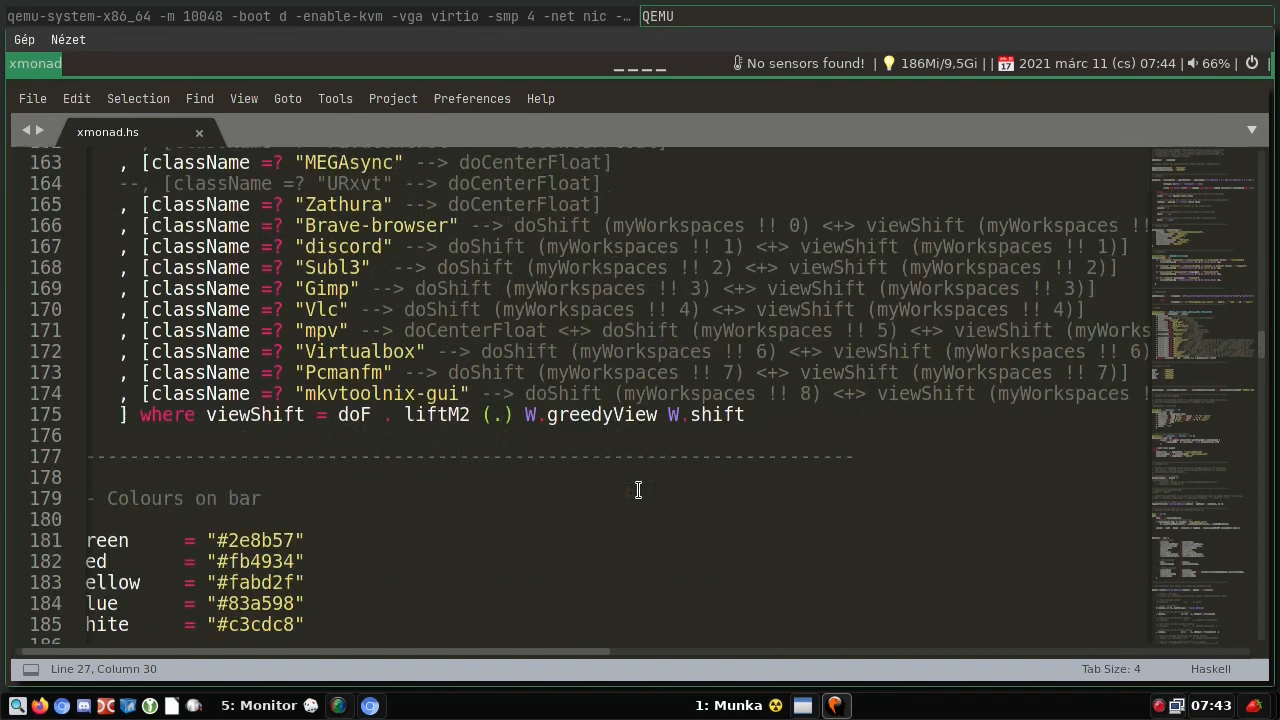 qemu-system-x86_64 -m 10048 -boot d -enable-kvm -vga virtio -smp 4 -net nic -… QEMU
Gép Nézet
xmonad No sensors found! | 186Mi/9,5Gi | | 2021 márc 11 (cs) 07:44 | 66% | |
File Edit Selection Find View Goto Tools Project Preferences Help
xmonad.hs ×
163 , [className =? "MEGAsync" --> doCenterFloat]
164 --, [className =? "URxvt" --> doCenterFloat]
165 , [className =? "Zathura" --> doCenterFloat]
166 , [className =? "Brave-browser" --> doShift (myWorkspaces !! 0) <+> viewShift (myWorkspaces !!
167 , [className =? "discord" --> doShift (myWorkspaces !! 1) <+> viewShift (myWorkspaces !! 1)]
168 , [className =? "Subl3" --> doShift (myWorkspaces !! 2) <+> viewShift (myWorkspaces !! 2)]
169 , [className =? "Gimp" --> doShift (myWorkspaces !! 3) <+> viewShift (myWorkspaces !! 3)]
170 , [className =? "Vlc" --> doShift (myWorkspaces !! 4) <+> viewShift (myWorkspaces !! 4)]
171 , [className =? "mpv" --> doCenterFloat <+> doShift (myWorkspaces !! 5) <+> viewShift (myWorks
172 , [className =? "Virtualbox" --> doShift (myWorkspaces !! 6) <+> viewShift (myWorkspaces !! 6)
173 , [className =? "Pcmanfm" --> doShift (myWorkspaces !! 7) <+> viewShift (myWorkspaces !! 7)]
174 , [className =? "mkvtoolnix-gui" --> doShift (myWorkspaces !! 8) <+> viewShift (myWorkspaces !
175 ] where viewShift = doF . liftM2 (.) W.greedyView W.shift
176
177 ----------------------------------------------------------------------
178
179 - Colours on bar
180
181 reen = "#2e8b57"
182 ed = "#fb4934"
183 ellow = "#fabd2f"
184 lue = "#83a598"
185 hite = "#c3cdc8"
Line 27, Column 30 Tab Size: 4 Haskell
5: Monitor 1: Munka 07:43